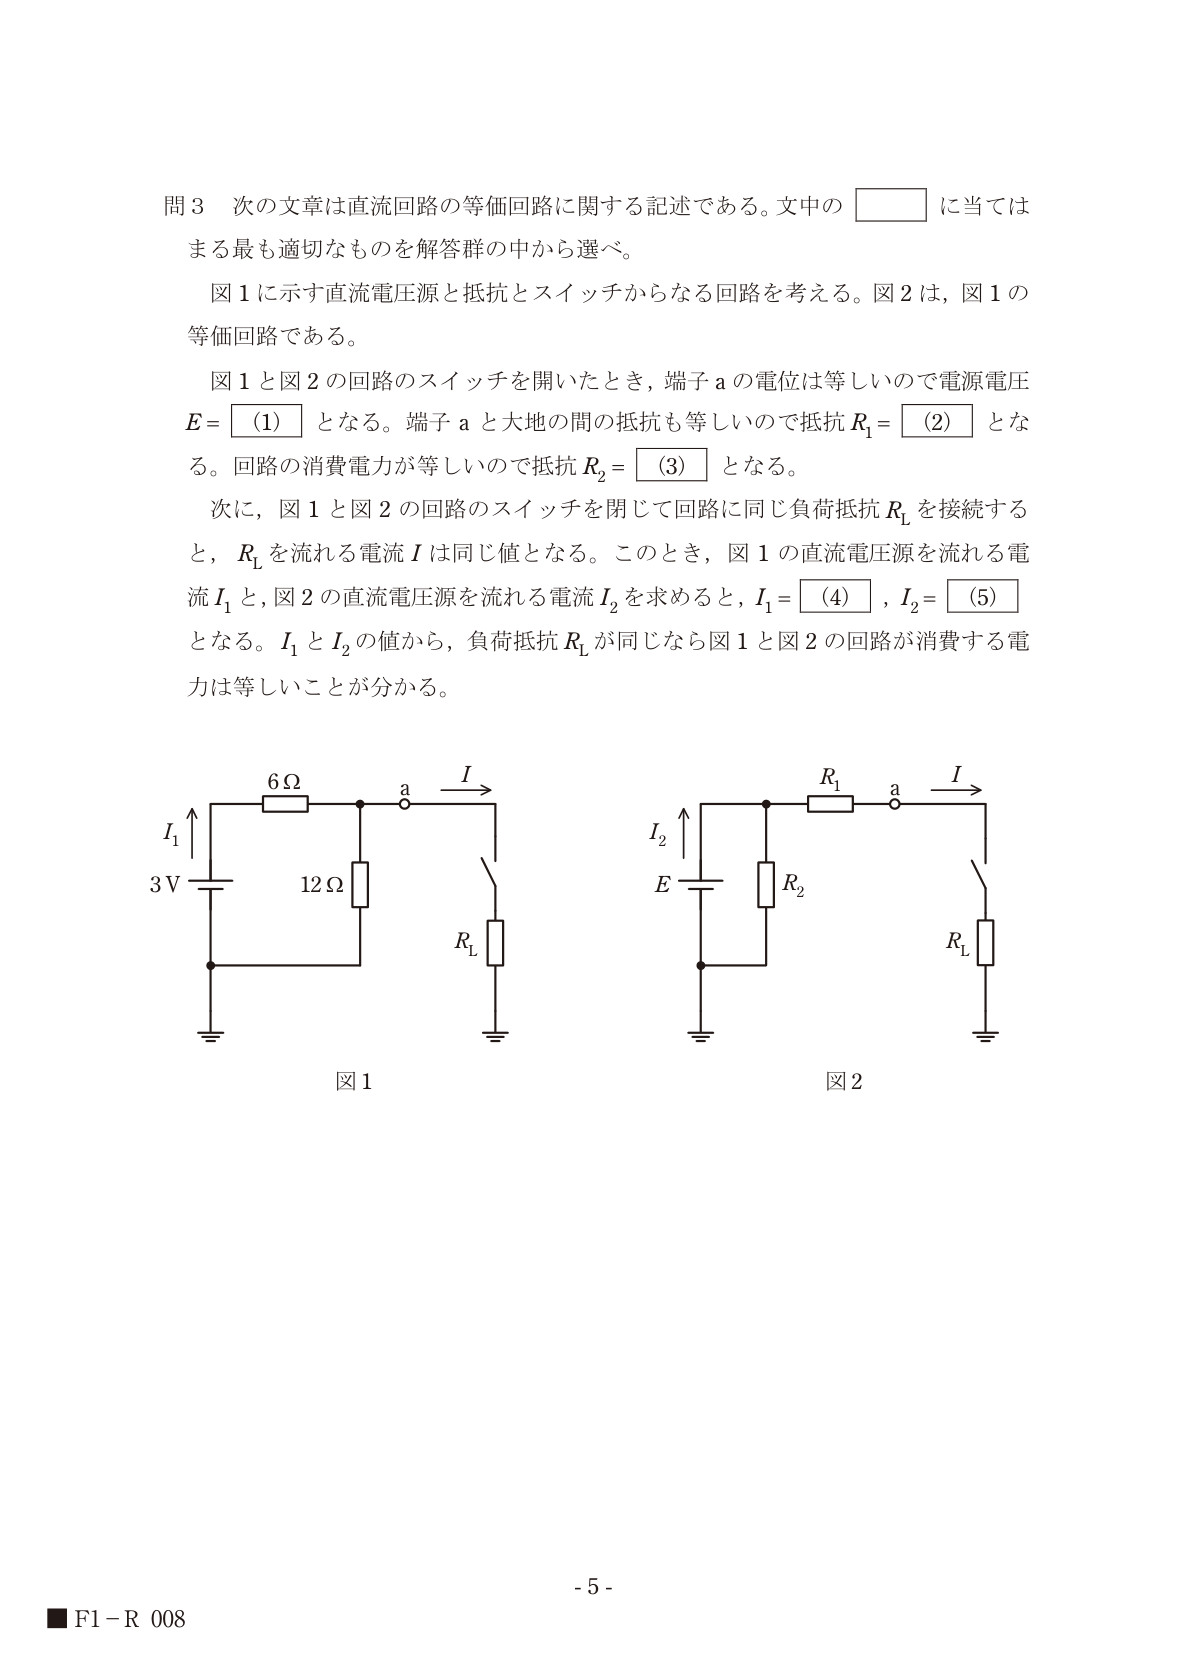 問３　次の文章は直流回路の等価回路に関する記述である。文中の　　　に当ては
まる最も適切なものを解答群の中から選べ。
図 1 に示す直流電圧源と抵抗とスイッチからなる回路を考える。図 2 は, 図 1 の
等価回路である。
図 1 と図 2 の回路のスイッチを開いたとき, 端子 a の電位は等しいので電源電圧
E = (1) となる。端子 a と大地の間の抵抗も等しいので抵抗 R1 = (2) とな
る。回路の消費電力が等しいので抵抗 R2 = (3) となる。
次に, 図 1 と図 2 の回路のスイッチを閉じて回路に同じ負荷抵抗 RL を接続する
と, RL を流れる電流 I は同じ値となる。このとき, 図 1 の直流電圧源を流れる電
流 I1 と, 図 2 の直流電圧源を流れる電流 I2 を求めると, I1 = (4) , I2 = (5)
となる。I1 と I2 の値から, 負荷抵抗 RL が同じなら図 1 と図 2 の回路が消費する電
力は等しいことが分かる。
6 Ω
a
I
I1
3 V
12 Ω
RL
図 1
R1
a
I
I2
E
R2
RL
図 2
- 5 -
■ F1－R 008